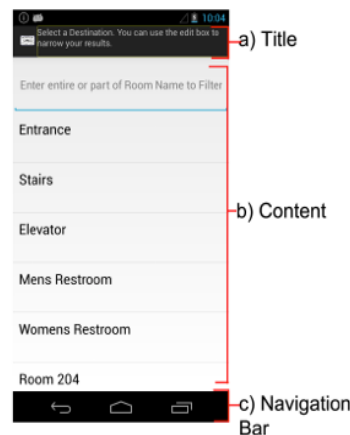 10:04
Select a Destination. You can use the edit box to
narrow your results.
a) Title
Enter entire or part of Room Name to Filter
Entrance
Stairs
Elevator
b) Content
Mens Restroom
Womens Restroom
Room 204
c) Navigation
Bar